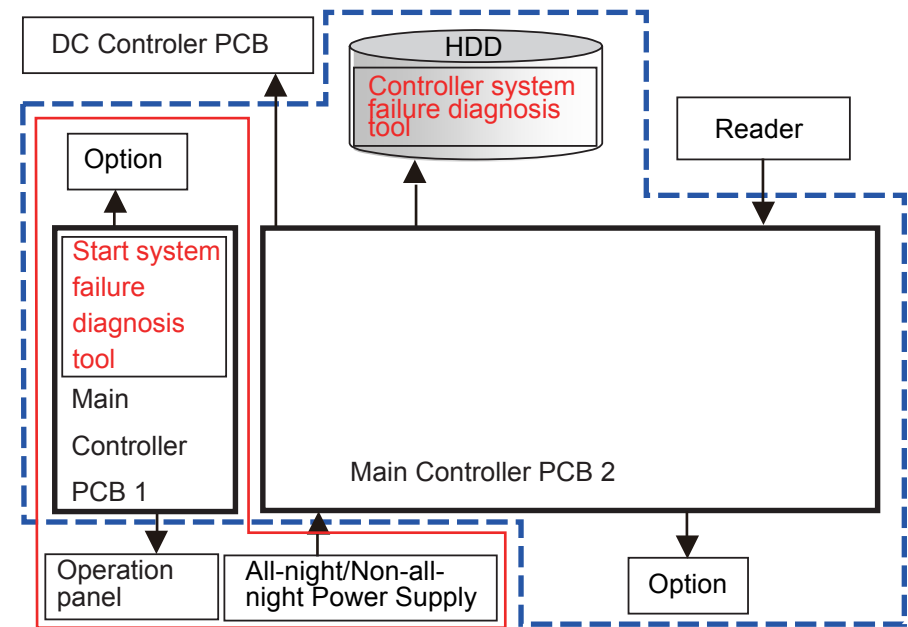 DC Controler PCB
HDD
Controller system
failure diagnosis
tool
Reader
Option
Start system
failure
diagnosis
tool
Main
Controller
PCB 1
Main Controller PCB 2
Operation
panel
All-night/Non-all-
night Power Supply
Option